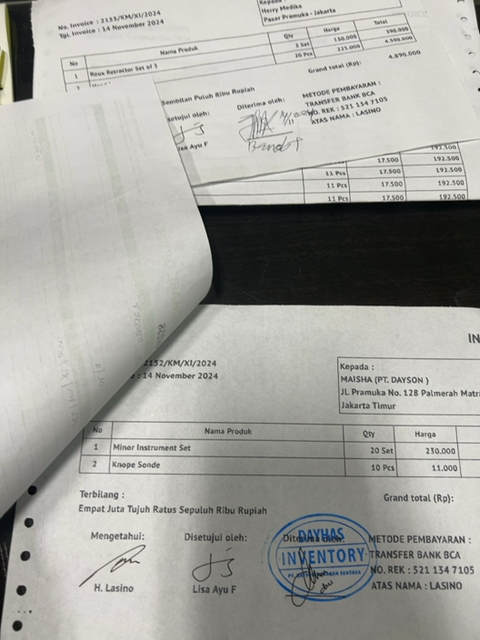 No. Invoice : 2133/KM/XI/2024
Tgl. Invoice : 14 November 2024
Kepada
Herry Medika
Pasar Pramuka - Jakarta
No Nama Produk Qty Harga Total
1 Roux Retractor Set of 3 3 Set 130.000 390.000
2 20 Pcs 225.000 4.500.000
Grand total (Rp): 4.890.000
Sembilan Puluh Ribu Rupiah
setujui oleh: Diterima oleh:
METODE PEMBAYARAN :
TRANSFER BANK BCA
NO. REK : 521 134 7105
ATAS NAMA : LASINO
isa Ayu F
192.500
17.500 192.500
11 Pcs 17.500 192.500
11 Pcs 17.500 192.500
11 Pcs 17.500 192.500
IN
2132/KM/XI/2024
: 14 November 2024
Kepada :
MAISHA (PT. DAYSON )
Jl. Pramuka No. 128 Palmerah Matr
Jakarta Timur
No Nama Produk Qty Harga
1 Minor Instrument Set 20 Set 230.000
2 Knope Sonde 10 Pcs 11.000
Terbilang :
Grand total (Rp):
Empat Juta Tujuh Ratus Sepuluh Ribu Rupiah
Mengetahui: Disetujui oleh: Diterima oleh:
DAYHAS
INVENTORY
METODE PEMBAYARAN :
TRANSFER BANK BCA
NO. REK : 521 134 7105
ATAS NAMA : LASINO
H. Lasino Lisa Ayu F